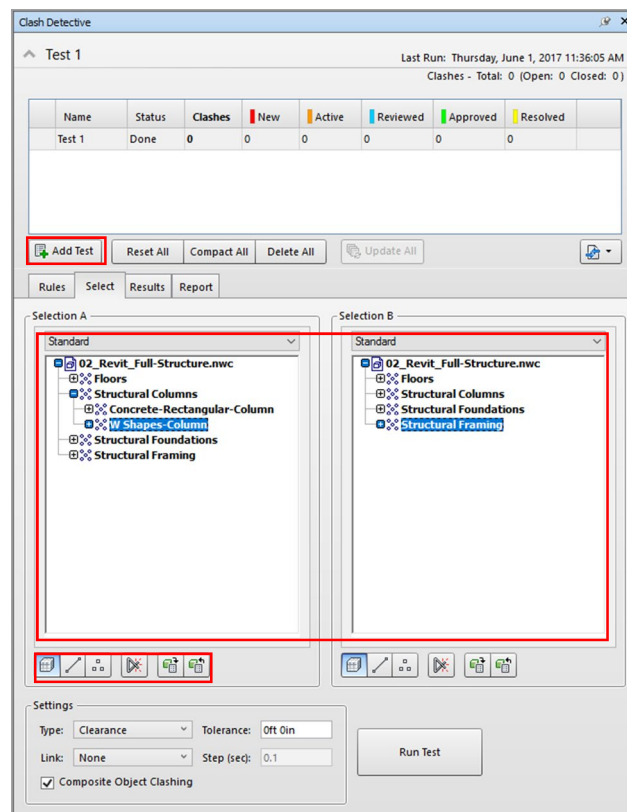 Clash Detective
Test 1
Last Run: Thursday, June 1, 2017 11:36:05 AM
Clashes - Total: 0 (Open: 0 Closed: 0)
Name Status Clashes New Active Reviewed Approved Resolved
Test 1 Done 0 0 0 0 0 0
Add Test Reset All Compact All Delete All Update All
Rules Select Results Report
Selection A
Standard
02_Revit_Full-Structure.nwc
Floors
Structural Columns
Concrete-Rectangular-Column
W Shapes-Column
Structural Foundations
Structural Framing
Selection B
Standard
02_Revit_Full-Structure.nwc
Floors
Structural Columns
Structural Foundations
Structural Framing
Settings
Type: Clearance Tolerance: 0ft 0in
Link: None Step (sec): 0.1
Composite Object Clashing
Run Test